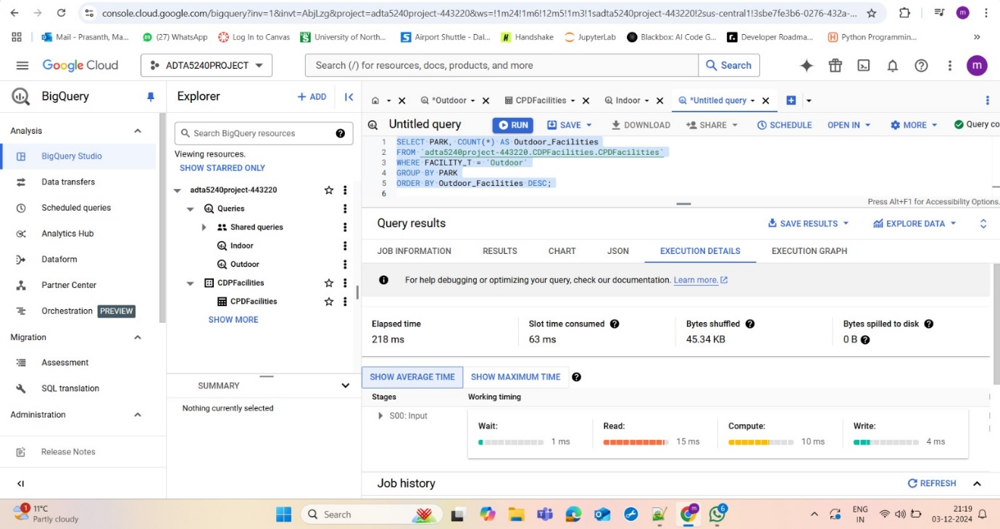 console.cloud.google.com/bigquery?inv=1&invt=AbjLzg&project=adta5240project-443220&ws=!1m24!1m6!12m5!1m3!1sadta5240project-443220!2sus-central1!3sbe7fe3b6-0276-432a-...
m
Mail - Prasanth, Ma...
(27) WhatsApp
Log In to Canvas
University of North...
Airport Shuttle - Dal...
Handshake
JupyterLab
Blackbox: AI Code G...
Developer Roadma...
Python Programmin...
Google Cloud
ADTA5240PROJECT
Search (/) for resources, docs, products, and more
Search
m
BigQuery
Analysis
BigQuery Studio
Data transfers
Scheduled queries
Analytics Hub
Dataform
Partner Center
Orchestration PREVIEW
Migration
Assessment
SQL translation
Administration
Release Notes
Explorer
+ ADD
Search BigQuery resources
Viewing resources.
SHOW STARRED ONLY
adta5240project-443220
Queries
Shared queries
Indoor
Outdoor
CDPFacilities
CPDFacilities
SHOW MORE
SUMMARY
Nothing currently selected
*Outdoor
CPDFacilities
Indoor
*Untitled query
Untitled query
RUN
SAVE
DOWNLOAD
SHARE
SCHEDULE
OPEN IN
MORE
Query co
1 SELECT PARK, COUNT(*) AS Outdoor_Facilities
2 FROM `adta5240project-443220.CDPFacilities.CPDFacilities`
3 WHERE FACILITY_T = 'Outdoor'
4 GROUP BY PARK
5 ORDER BY Outdoor_Facilities DESC;
6
Press Alt+F1 for Accessibility Options.
Query results
SAVE RESULTS
EXPLORE DATA
JOB INFORMATION
RESULTS
CHART
JSON
EXECUTION DETAILS
EXECUTION GRAPH
For help debugging or optimizing your query, check our documentation. Learn more.
Elapsed time
218 ms
Slot time consumed
63 ms
Bytes shuffled
45.34 KB
Bytes spilled to disk
0 B
SHOW AVERAGE TIME
SHOW MAXIMUM TIME
Stages
Working timing
S00: Input
Wait:
1 ms
Read:
15 ms
Compute:
10 ms
Write:
4 ms
Job history
REFRESH
1
11°C
Partly cloudy
Search
m
6
ENG
IN
21:19
03-12-2024